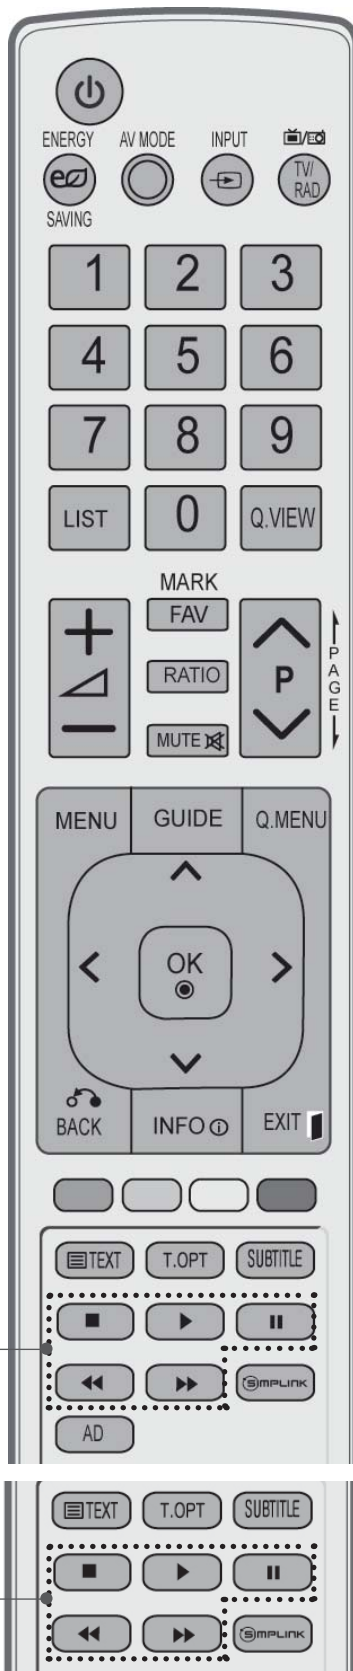 ENERGY AV MODE INPUT
TV/
RAD
SAVING
1 2 3
4 5 6
7 8 9
LIST 0 Q.VIEW
MARK
FAV
RATIO
P
PAGE
MUTE
MENU GUIDE Q.MENU
OK
BACK INFO EXIT
TEXT T.OPT SUBTITLE
SIMPLINK
AD
TEXT T.OPT SUBTITLE
SIMPLINK